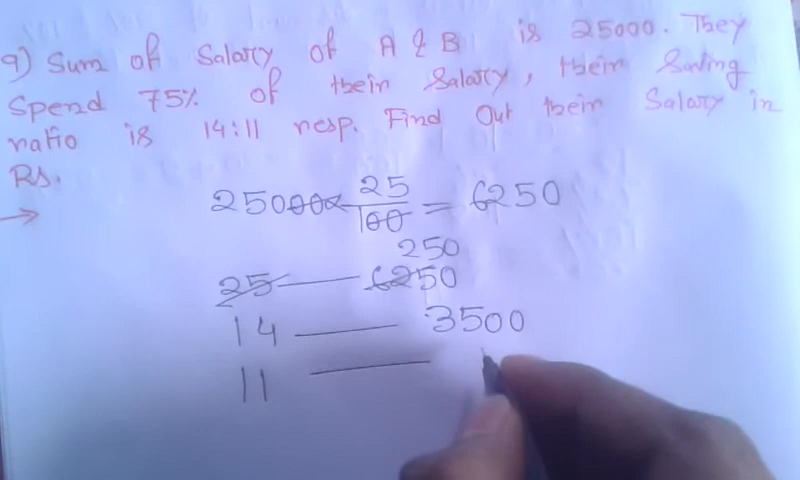 9) Sum of Salary of A & B is 25000. They
Spend 75% of their Salary, their Saving
ratio is 14:11 resp. Find Out their Salary in
RS.
→ 25000 × 25/100 = 6250
250
25 — 6250
14 — 3500
11 —